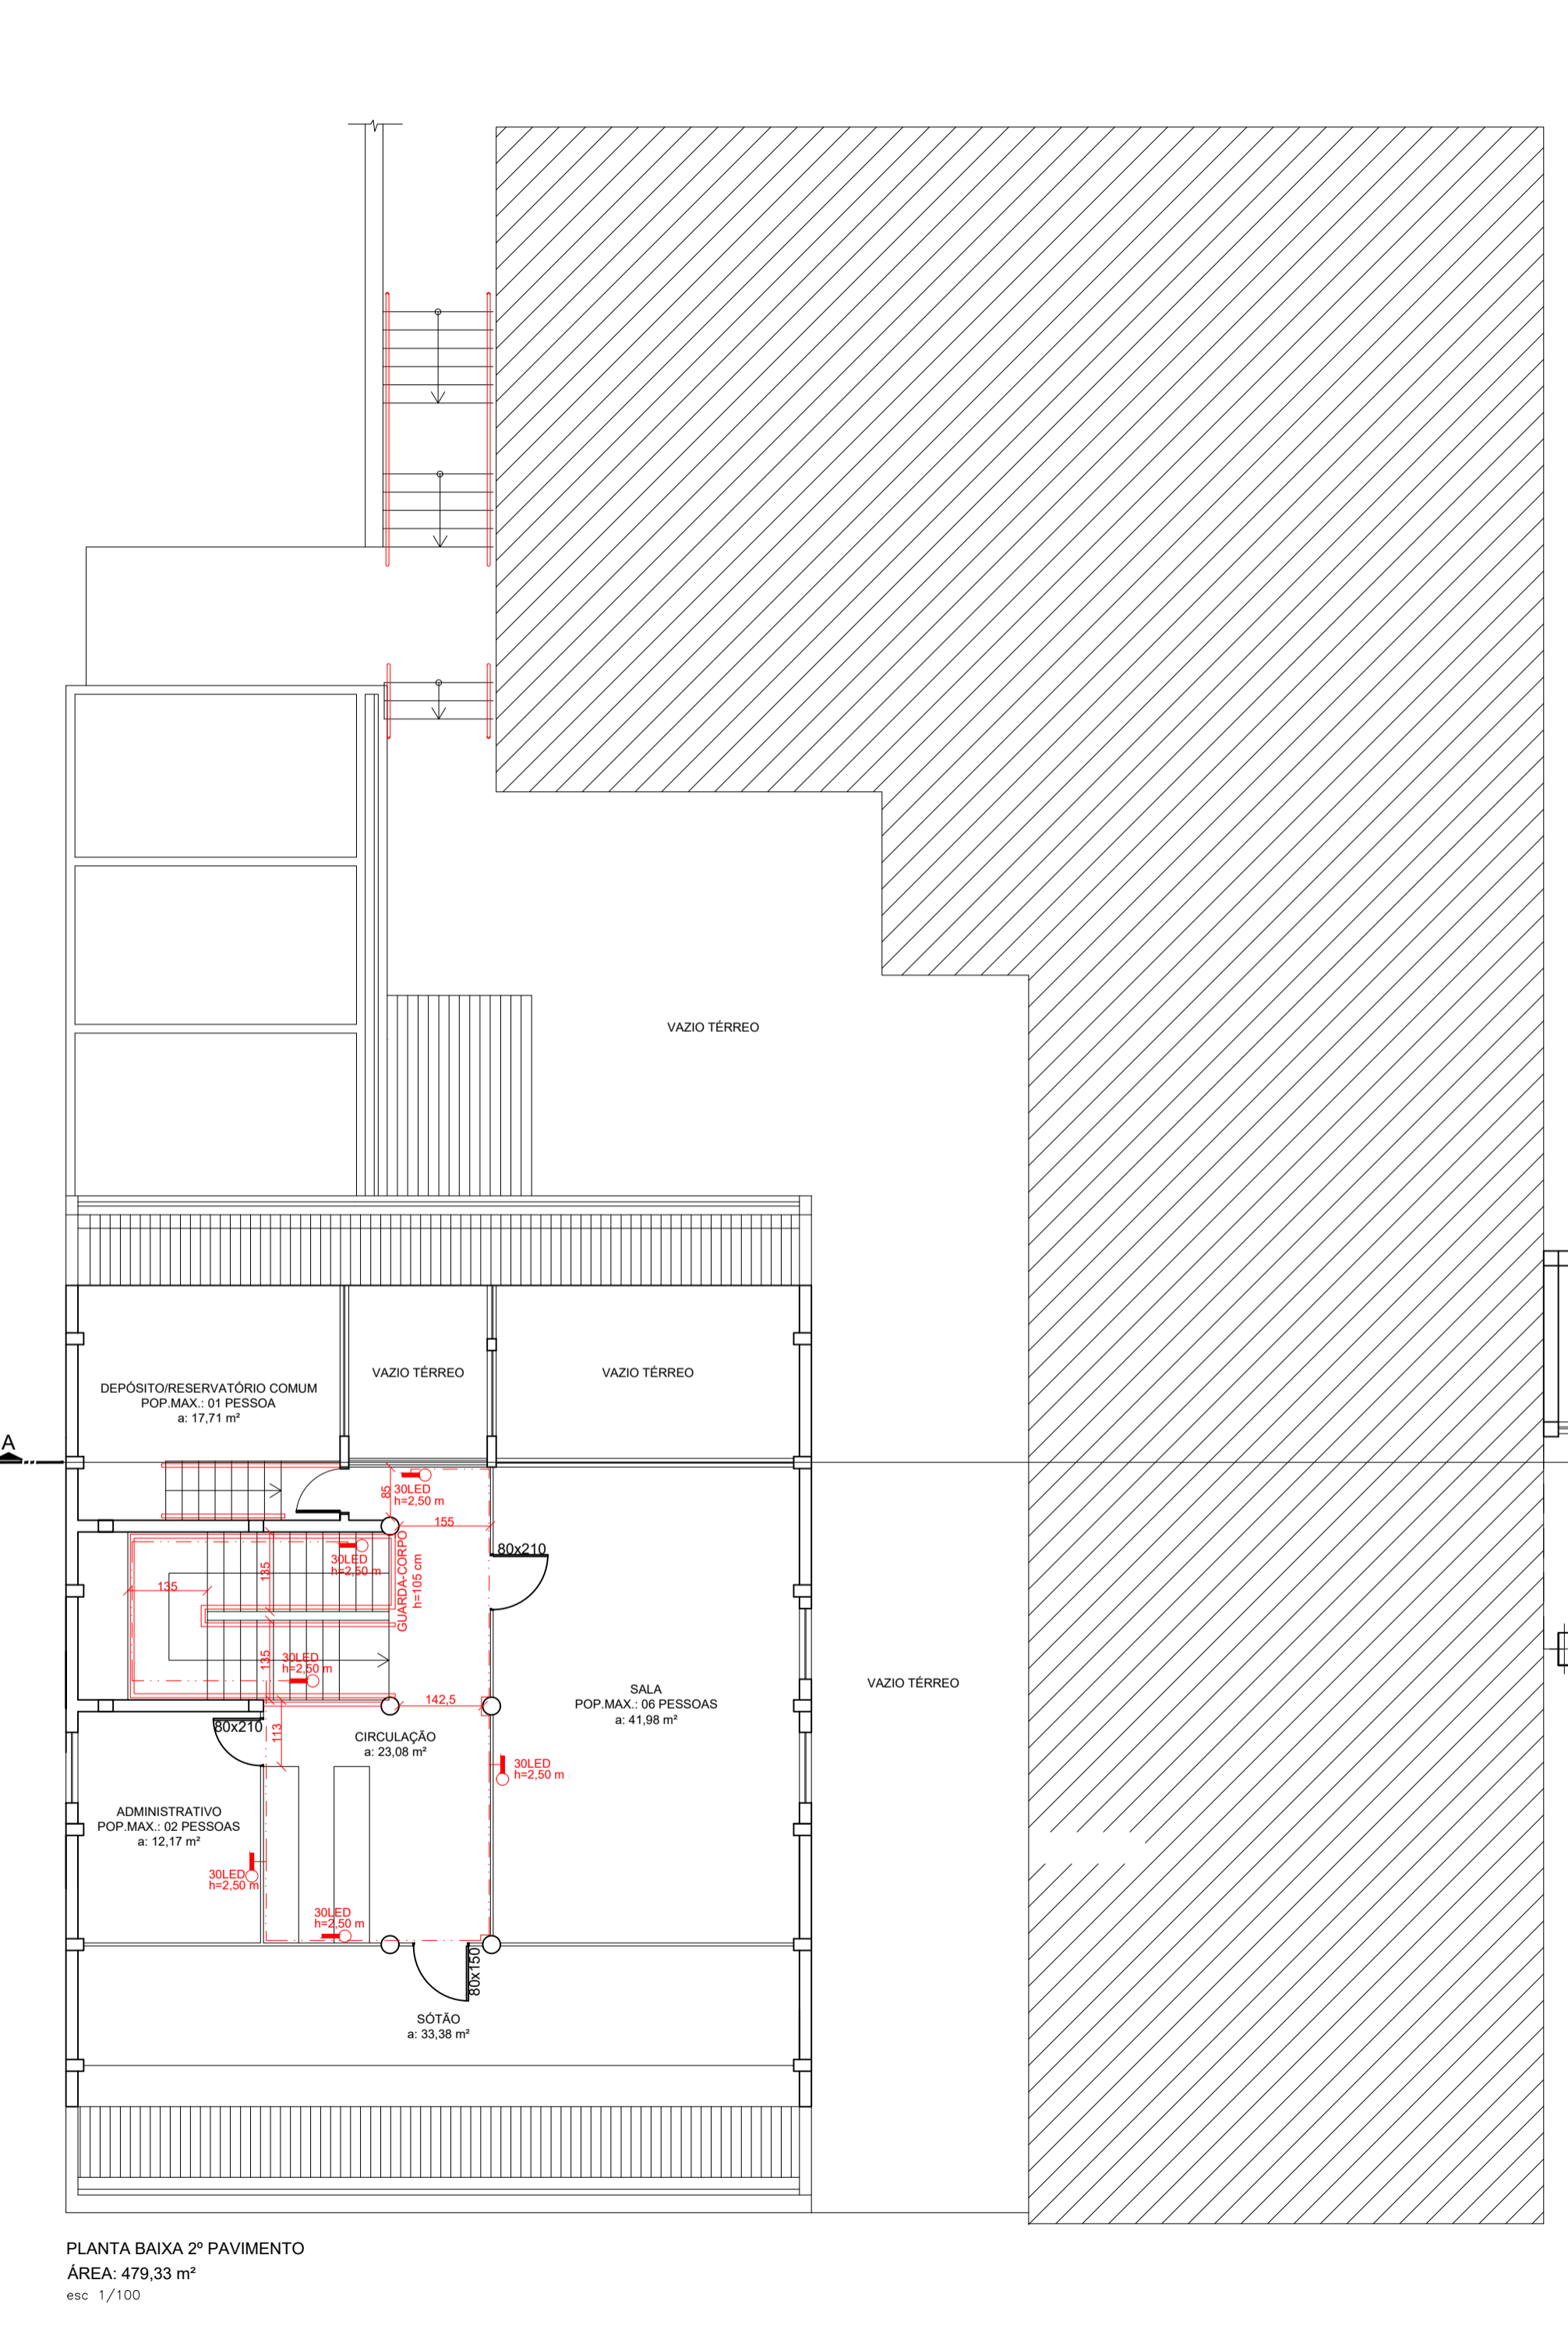 VAZIO TÉRREO
VAZIO TÉRREO
VAZIO TÉRREO
DEPÓSITO/RESERVATÓRIO COMUM
POP.MAX.: 01 PESSOA
a: 17,71 m²
A
85
30LED
h=2,50 m
155
80x210
30LED
h=2,50 m
GUARDA-CORPO
h=105 cm
135
135
135
30LED
h=2,50 m
VAZIO TÉRREO
SALA
POP.MAX.: 06 PESSOAS
a: 41,98 m²
142,5
80x210
113
CIRCULAÇÃO
a: 23,08 m²
30LED
h=2,50 m
ADMINISTRATIVO
POP.MAX.: 02 PESSOAS
a: 12,17 m²
30LED
h=2,50 m
30LED
h=2,50 m
80x150
SÓTÃO
a: 33,38 m²
PLANTA BAIXA 2º PAVIMENTO
ÁREA: 479,33 m²
esc 1/100